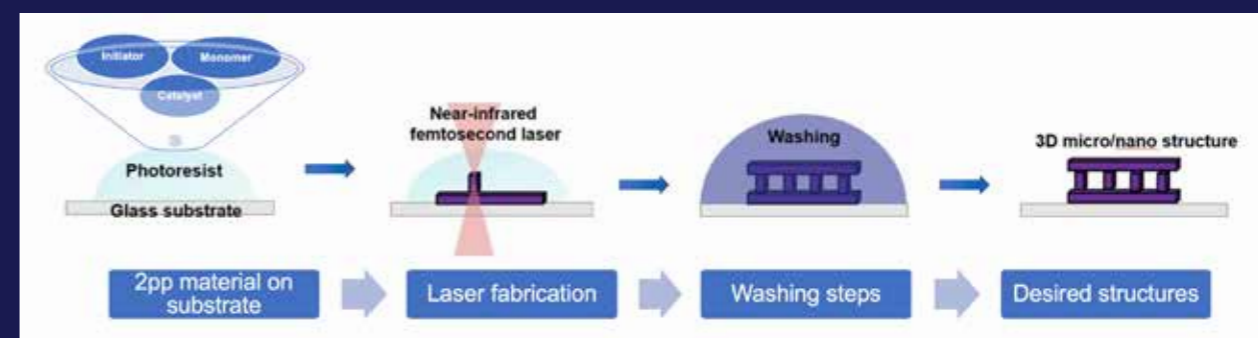 Initiator
Monomer
Catalyst
Photoresist
Glass substrate
Near-infrared
femtosecond laser
Washing
3D micro/nano structure
2pp material on
substrate
Laser fabrication
Washing steps
Desired structures